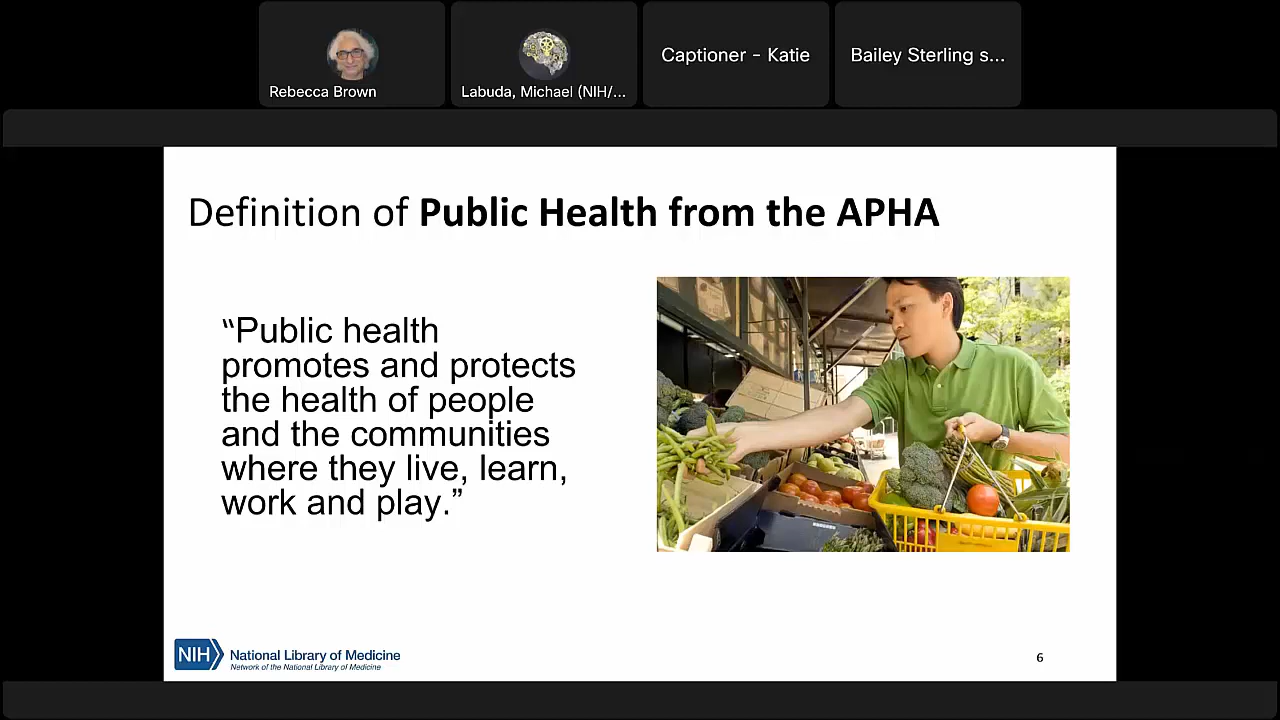 Rebecca Brown
Labuda, Michael (NIH/...
Captioner - Katie
Bailey Sterling s...
Definition of Public Health from the APHA
“Public health
promotes and protects
the health of people
and the communities
where they live, learn,
work and play.”
NIH National Library of Medicine
Network of the National Library of Medicine
6